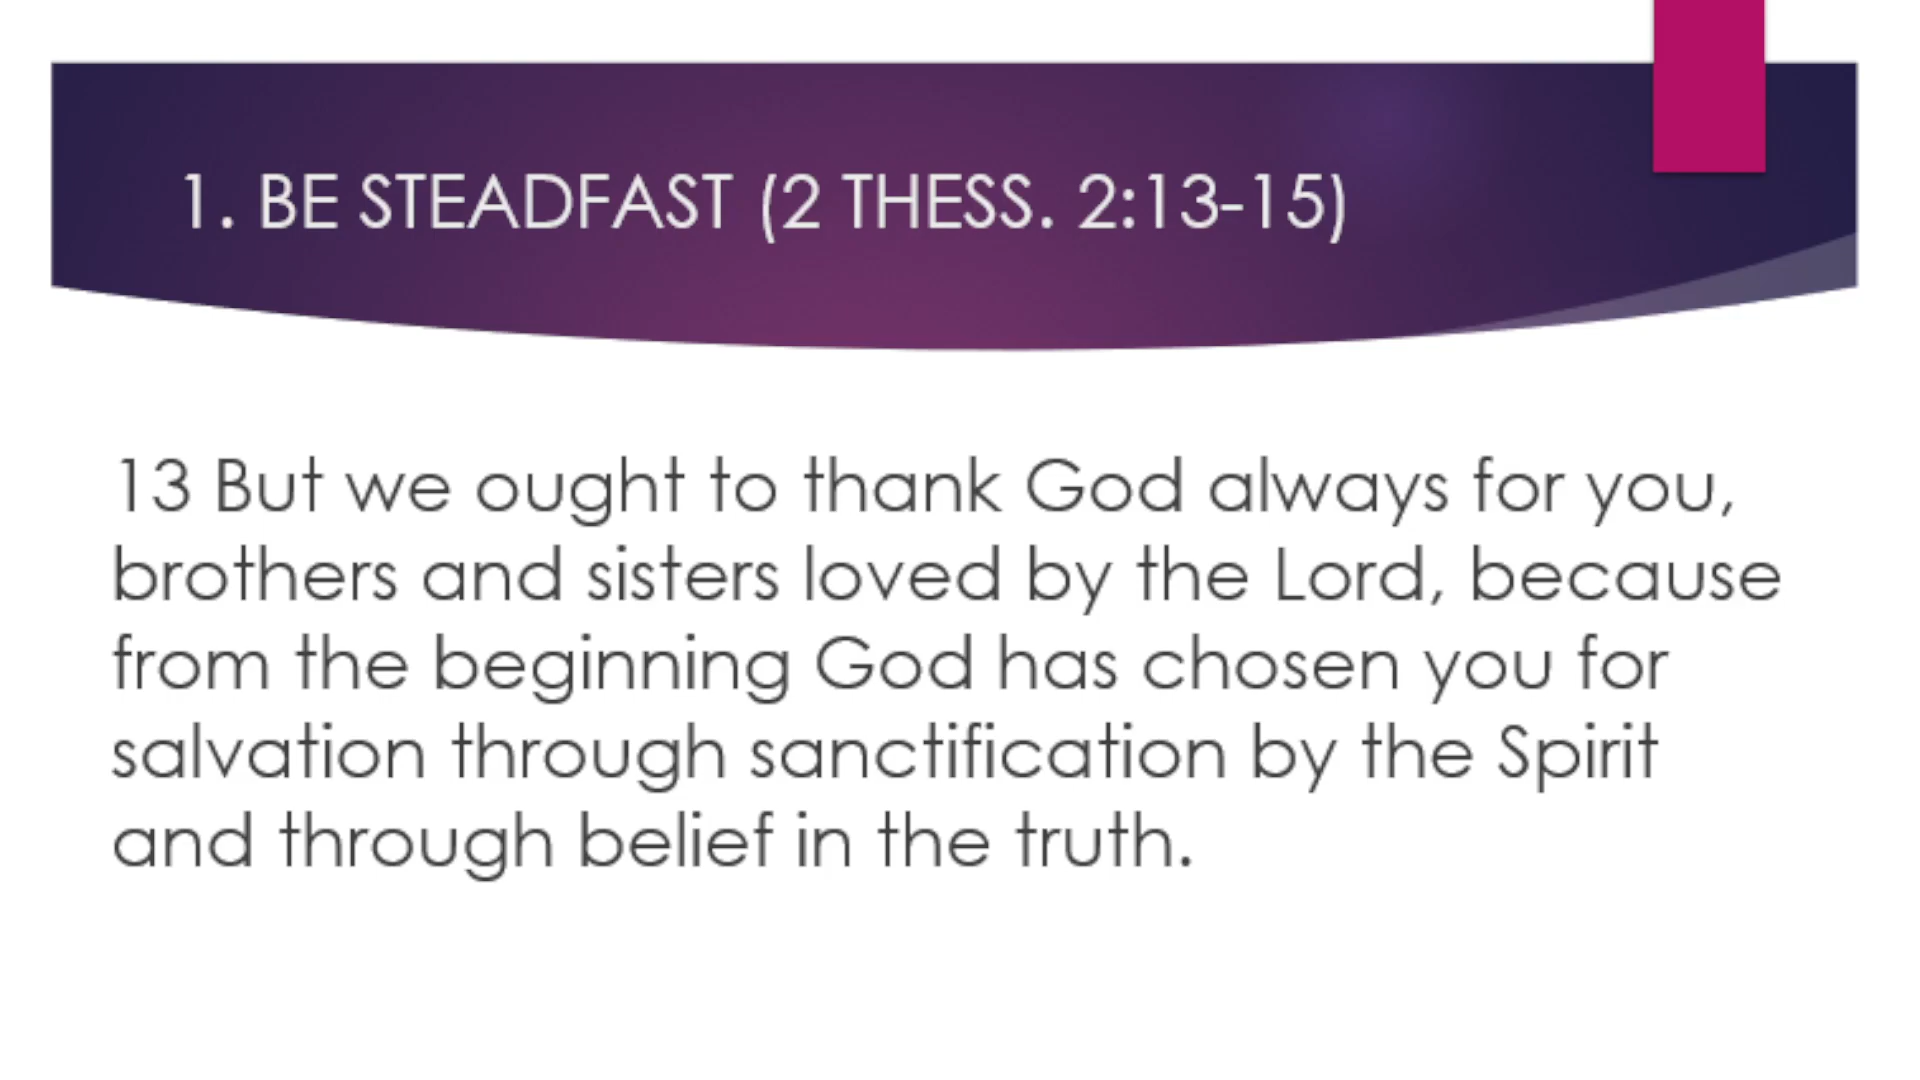 1. BE STEADFAST (2 THESS. 2:13-15)
13 But we ought to thank God always for you,
brothers and sisters loved by the Lord, because
from the beginning God has chosen you for
salvation through sanctification by the Spirit
and through belief in the truth.